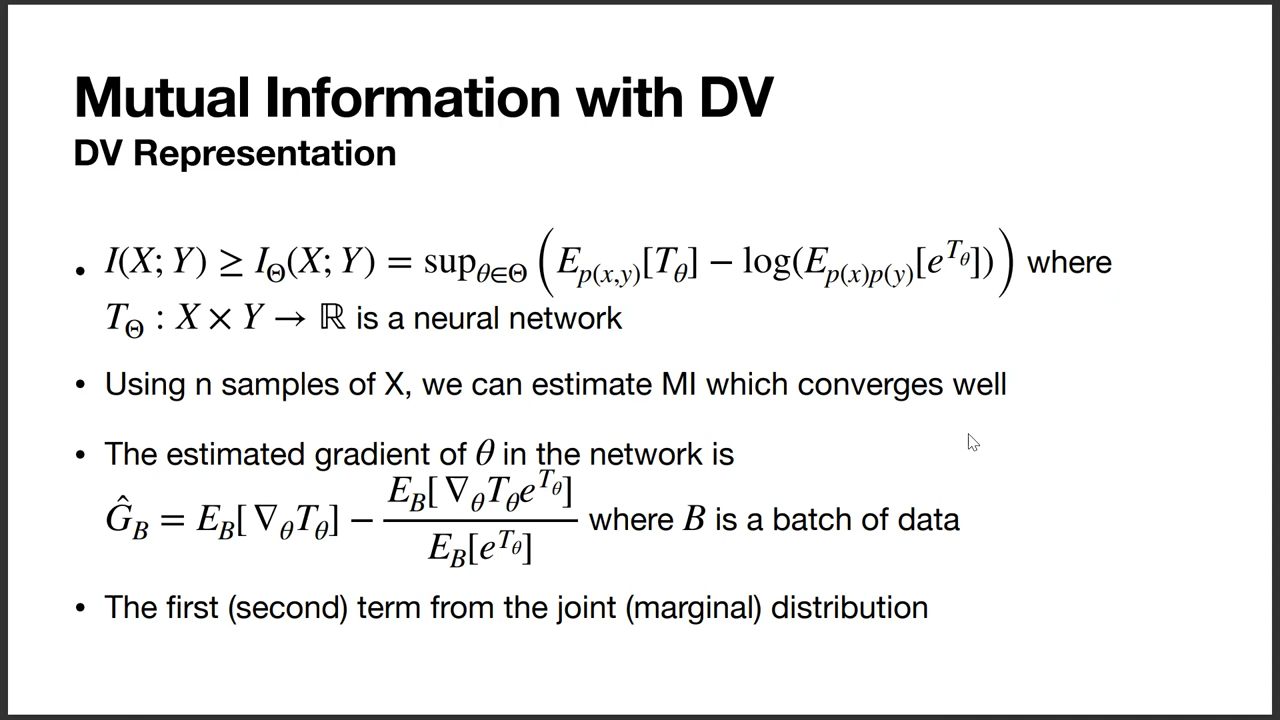 Mutual Information with DV
DV Representation
• I(X; Y) ≥ I_Θ(X; Y) = sup_{θ∈Θ} ( E_{p(x,y)}[T_θ] − log(E_{p(x)p(y)}[e^{T_θ}]) ) where
T_Θ : X × Y → ℝ is a neural network
• Using n samples of X, we can estimate MI which converges well
• The estimated gradient of θ in the network is
Ĝ_B = E_B[ ∇_θ T_θ] − \frac{E_B[ ∇_θ T_θ e^{T_θ}]}{E_B[e^{T_θ}]} where B is a batch of data
• The first (second) term from the joint (marginal) distribution